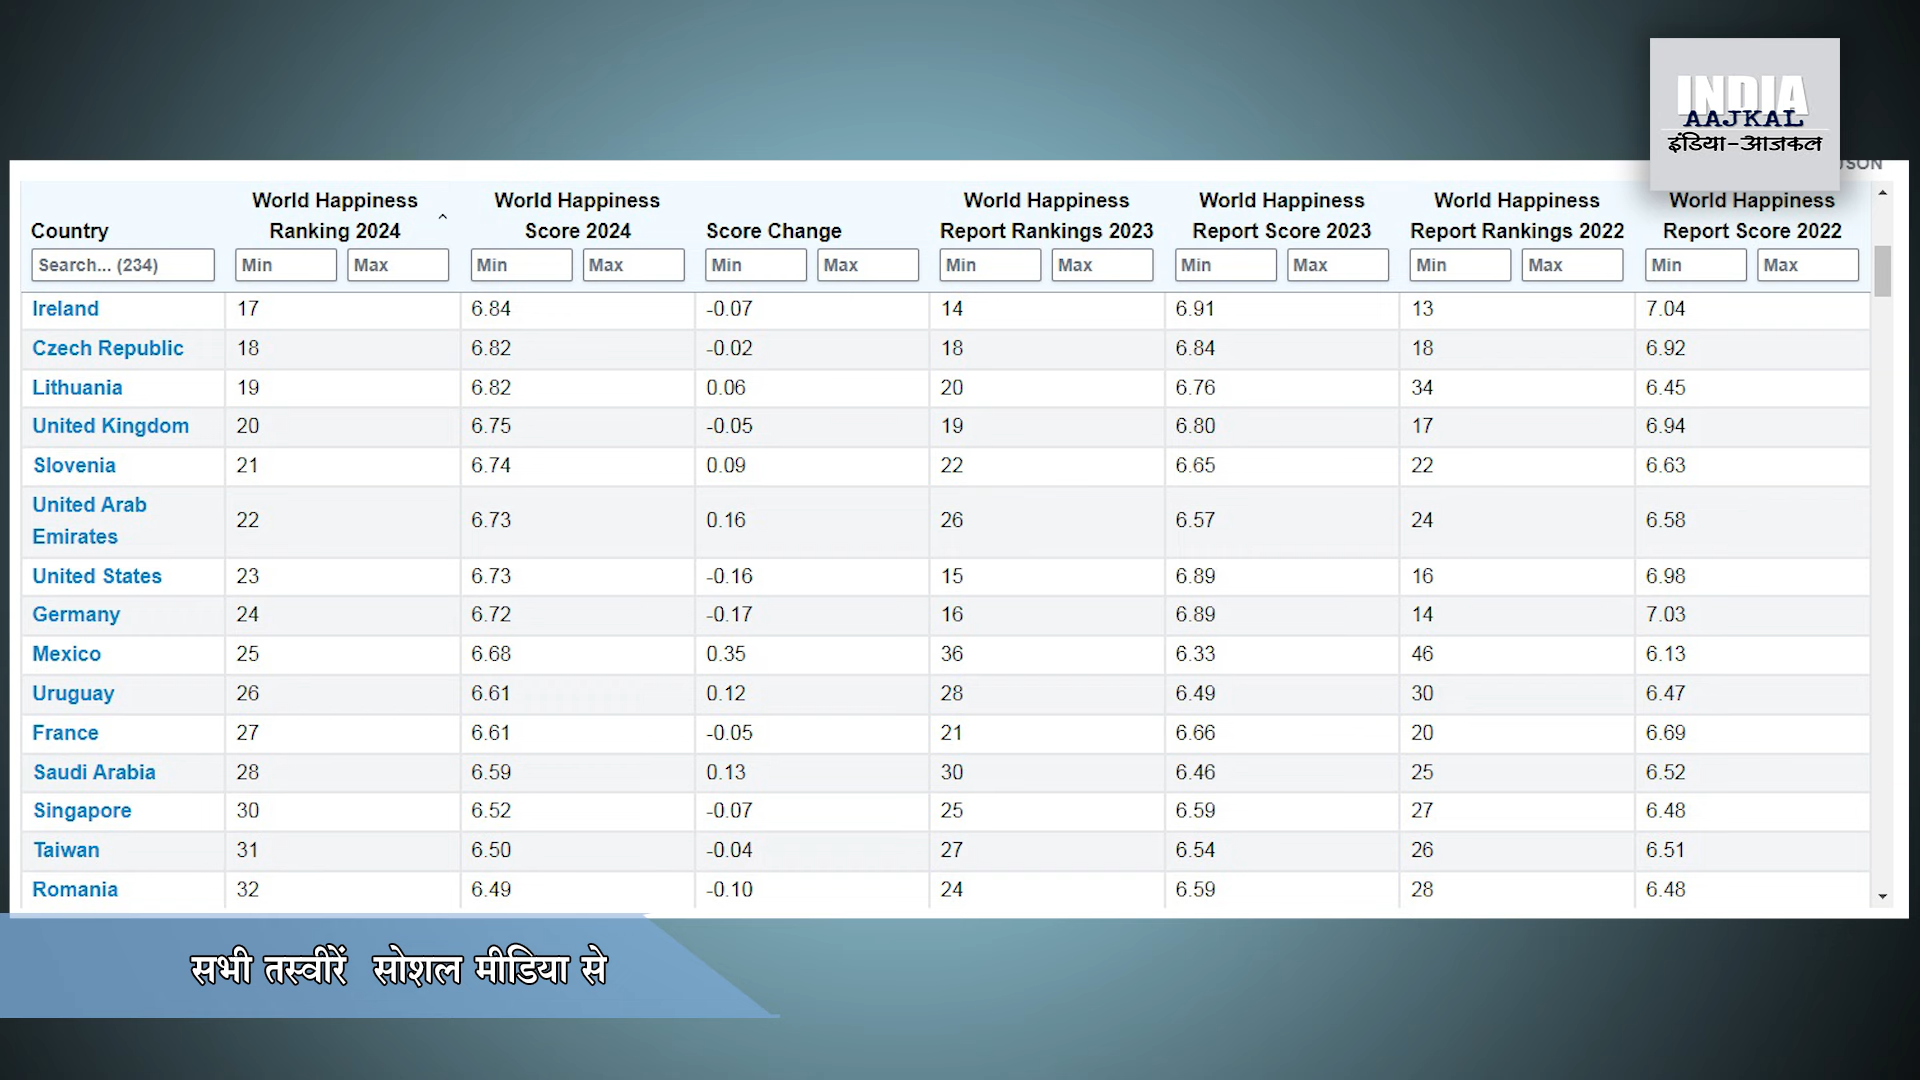 INDIA
AAJKAL
इंडिया-आजकल
World Happiness World Happiness World Happiness World Happiness World Happiness World Happiness
Country Ranking 2024 Score 2024 Score Change Report Rankings 2023 Report Score 2023 Report Rankings 2022 Report Score 2022
Search... (234) Min Max Min Max Min Max Min Max Min Max Min Max Min Max
Ireland 17 6.84 -0.07 14 6.91 13 7.04
Czech Republic 18 6.82 -0.02 18 6.84 18 6.92
Lithuania 19 6.82 0.06 20 6.76 34 6.45
United Kingdom 20 6.75 -0.05 19 6.80 17 6.94
Slovenia 21 6.74 0.09 22 6.65 22 6.63
United Arab
Emirates 22 6.73 0.16 26 6.57 24 6.58
United States 23 6.73 -0.16 15 6.89 16 6.98
Germany 24 6.72 -0.17 16 6.89 14 7.03
Mexico 25 6.68 0.35 36 6.33 46 6.13
Uruguay 26 6.61 0.12 28 6.49 30 6.47
France 27 6.61 -0.05 21 6.66 20 6.69
Saudi Arabia 28 6.59 0.13 30 6.46 25 6.52
Singapore 30 6.52 -0.07 25 6.59 27 6.48
Taiwan 31 6.50 -0.04 27 6.54 26 6.51
Romania 32 6.49 -0.10 24 6.59 28 6.48
सभी तस्वीरें सोशल मीडिया से